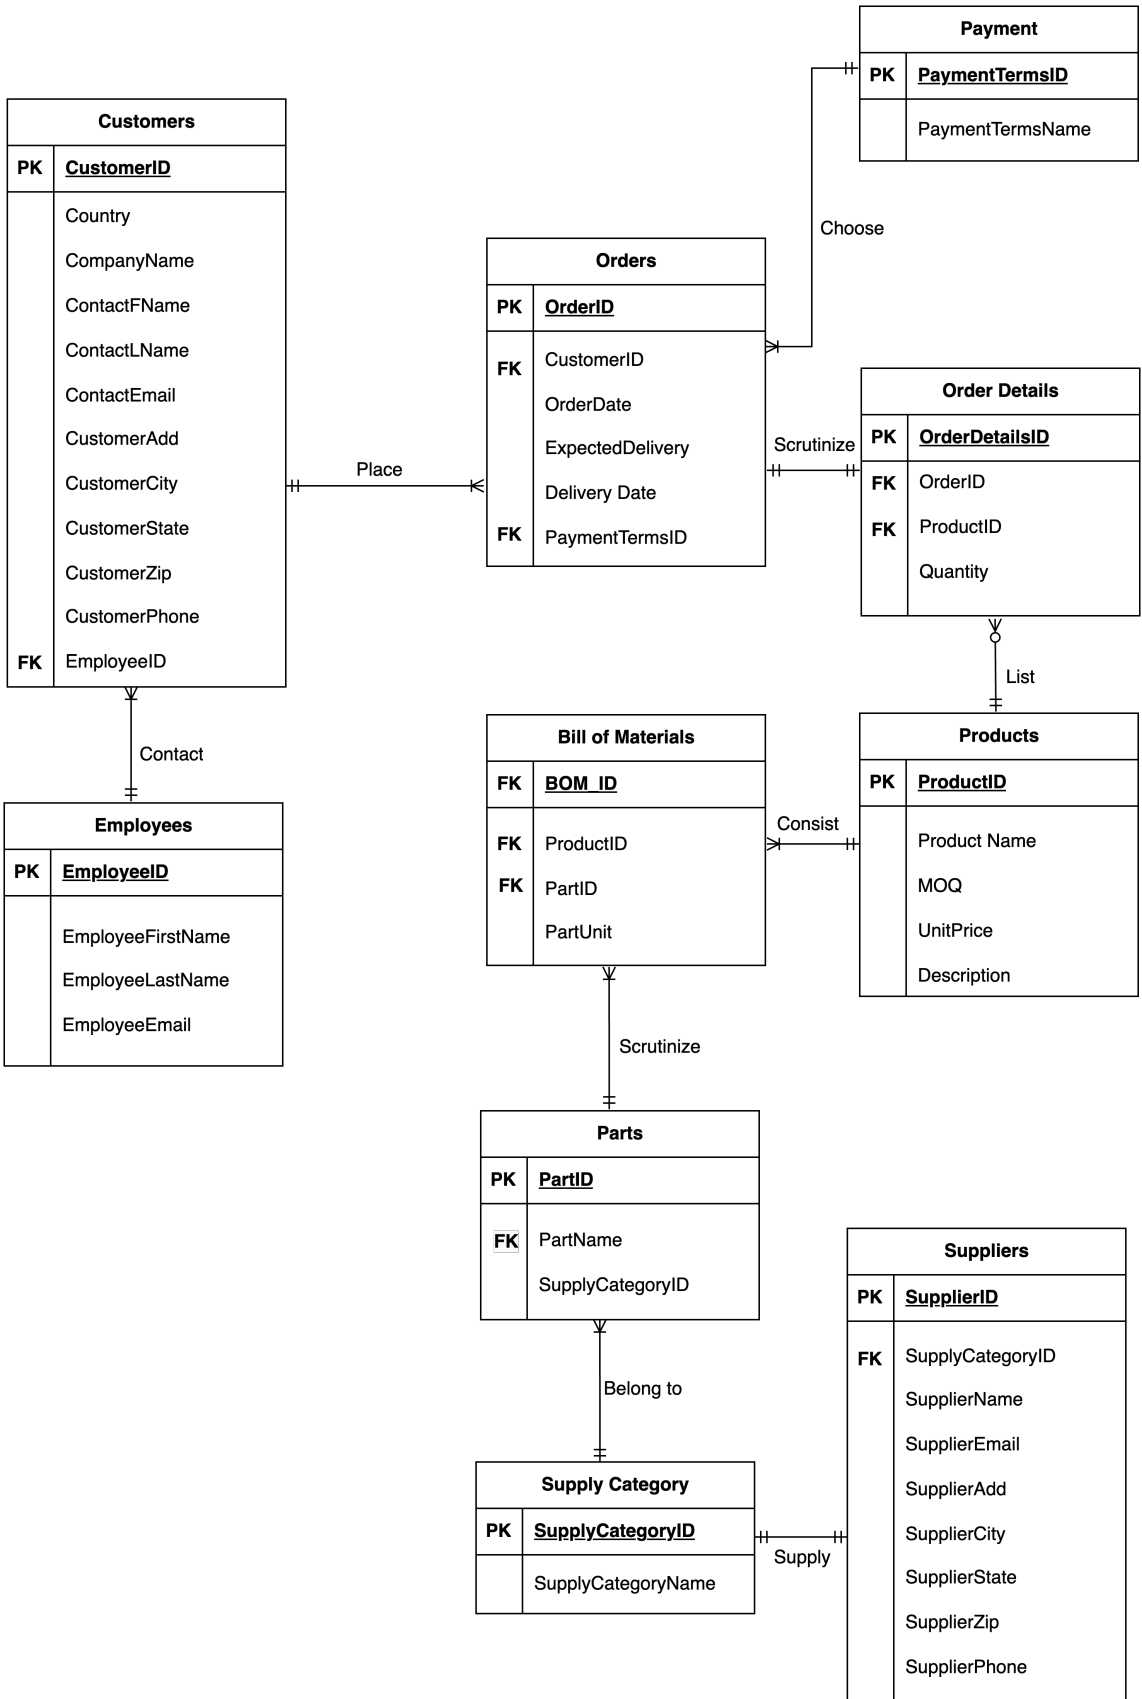 Payment
PK PaymentTermsID
PaymentTermsName
Customers
PK CustomerID
Country
CompanyName
ContactFName
ContactLName
ContactEmail
CustomerAdd
CustomerCity
CustomerState
CustomerZip
CustomerPhone
FK EmployeeID
Choose
Orders
PK OrderID
FK CustomerID
OrderDate
ExpectedDelivery
Delivery Date
FK PaymentTermsID
Place
Scrutinize
Order Details
PK OrderDetailsID
FK OrderID
FK ProductID
Quantity
List
Contact
Employees
PK EmployeeID
EmployeeFirstName
EmployeeLastName
EmployeeEmail
Bill of Materials
FK BOM_ID
FK ProductID
FK PartID
PartUnit
Consist
Products
PK ProductID
Product Name
MOQ
UnitPrice
Description
Scrutinize
Parts
PK PartID
FK PartName
SupplyCategoryID
Belong to
Supply Category
PK SupplyCategoryID
SupplyCategoryName
Supply
Suppliers
PK SupplierID
FK SupplyCategoryID
SupplierName
SupplierEmail
SupplierAdd
SupplierCity
SupplierState
SupplierZip
SupplierPhone